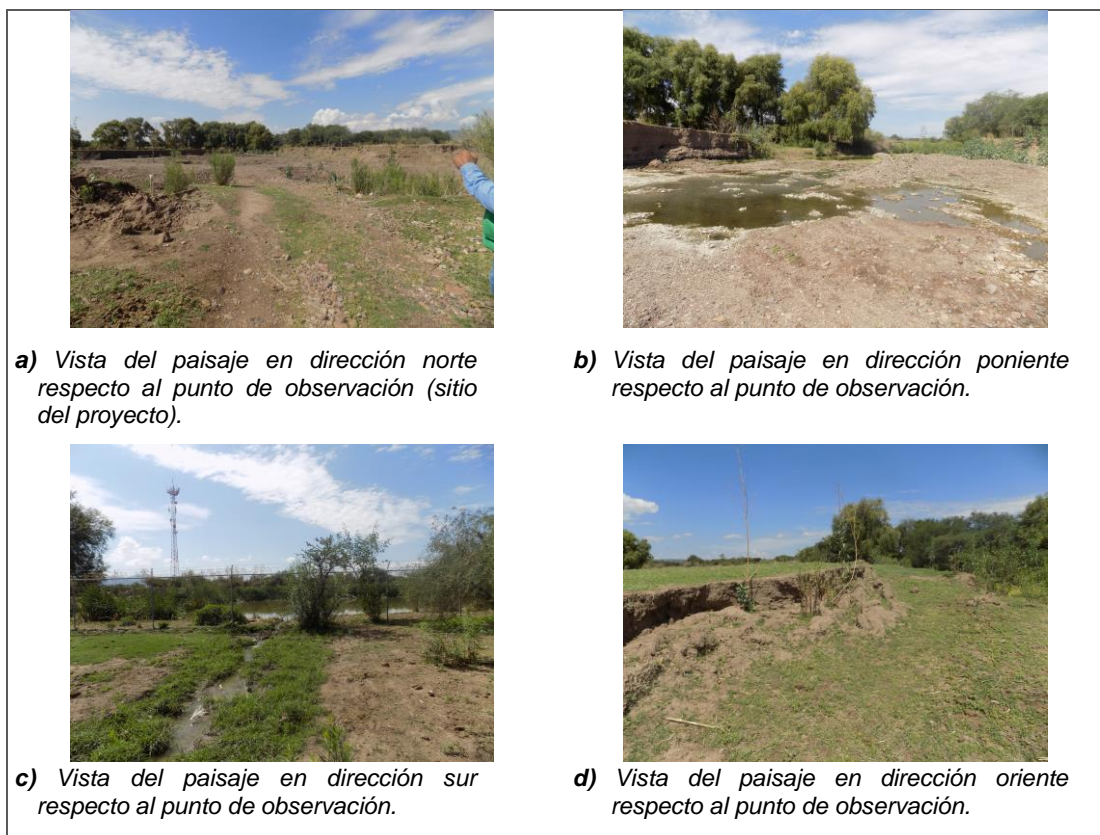 a) Vista del paisaje en dirección norte
respecto al punto de observación (sitio
del proyecto).
b) Vista del paisaje en dirección poniente
respecto al punto de observación.
c) Vista del paisaje en dirección sur
respecto al punto de observación.
d) Vista del paisaje en dirección oriente
respecto al punto de observación.